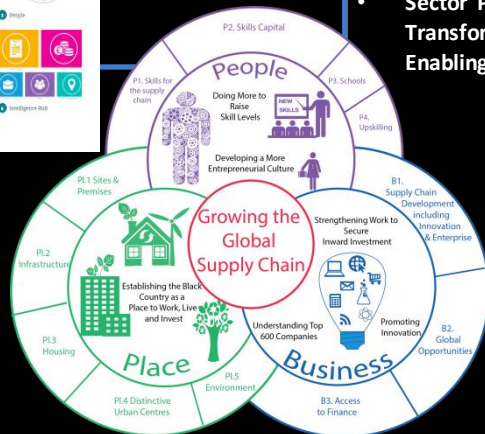 People
Intelligence Hub
• Sector P
Transfor
Enabling
P2. Skills Capital
P1. Skills for
the supply
chain
People
P3. Schools
P4.
Upskilling
Doing More to
Raise
Skill Levels
NEW
SKILLS
Developing a More
Entrepreneurial Culture
Pl.1 Sites &
Premises
Pl.2
Infrastructure
Pl.3
Housing
Pl.4 Distinctive
Urban Centres
Pl.5
Environment
Establishing the Black
Country as a
Place to Work, Live
and Invest
Place
Growing the
Global
Supply Chain
Strengthening Work to
Secure
Inward Investment
Understanding Top
600 Companies
Promoting
Innovation
Business
B1.
Supply Chain
Development
including
Innovation
& Enterprise
B2.
Global
Opportunities
B3. Access
to Finance